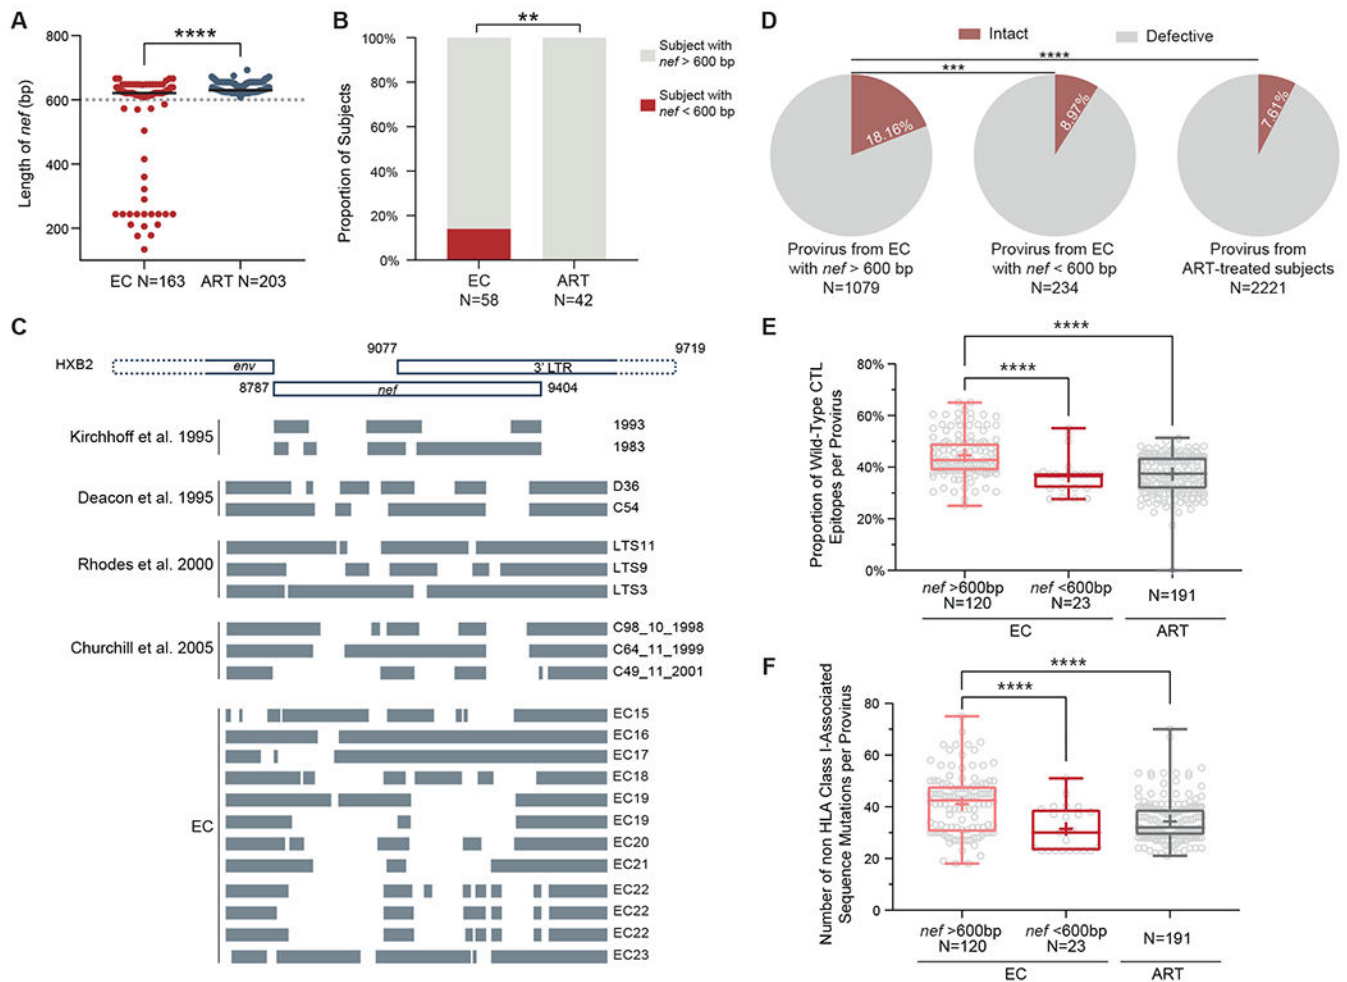 A
****
800
600
400
200
Length of nef (bp)
EC N=163
ART N=203
B
**
100%
80%
60%
40%
20%
0%
Proportion of Subjects
Subject with
nef > 600 bp
Subject with
nef < 600 bp
EC
N=58
ART
N=42
C
HXB2
env
9077
9719
3' LTR
8787
nef
9404
Kirchhoff et al. 1995
1993
1983
Deacon et al. 1995
D36
C54
Rhodes et al. 2000
LTS11
LTS9
LTS3
Churchill et al. 2005
C98_10_1998
C64_11_1999
C49_11_2001
EC
EC15
EC16
EC17
EC18
EC19
EC19
EC20
EC21
EC22
EC22
EC22
EC23
D
Intact
Defective
****
***
18.16%
8.97%
7.61%
Provirus from EC
with nef > 600 bp
N=1079
Provirus from EC
with nef < 600 bp
N=234
Provirus from
ART-treated subjects
N=2221
E
****
****
80%
60%
40%
20%
0%
Proportion of Wild-Type CTL
Epitopes per Provirus
nef >600bp
N=120
nef <600bp
N=23
N=191
EC
ART
F
****
****
80
60
40
20
0
Number of non HLA Class I-Associated
Sequence Mutations per Provirus
nef >600bp
N=120
nef <600bp
N=23
N=191
EC
ART